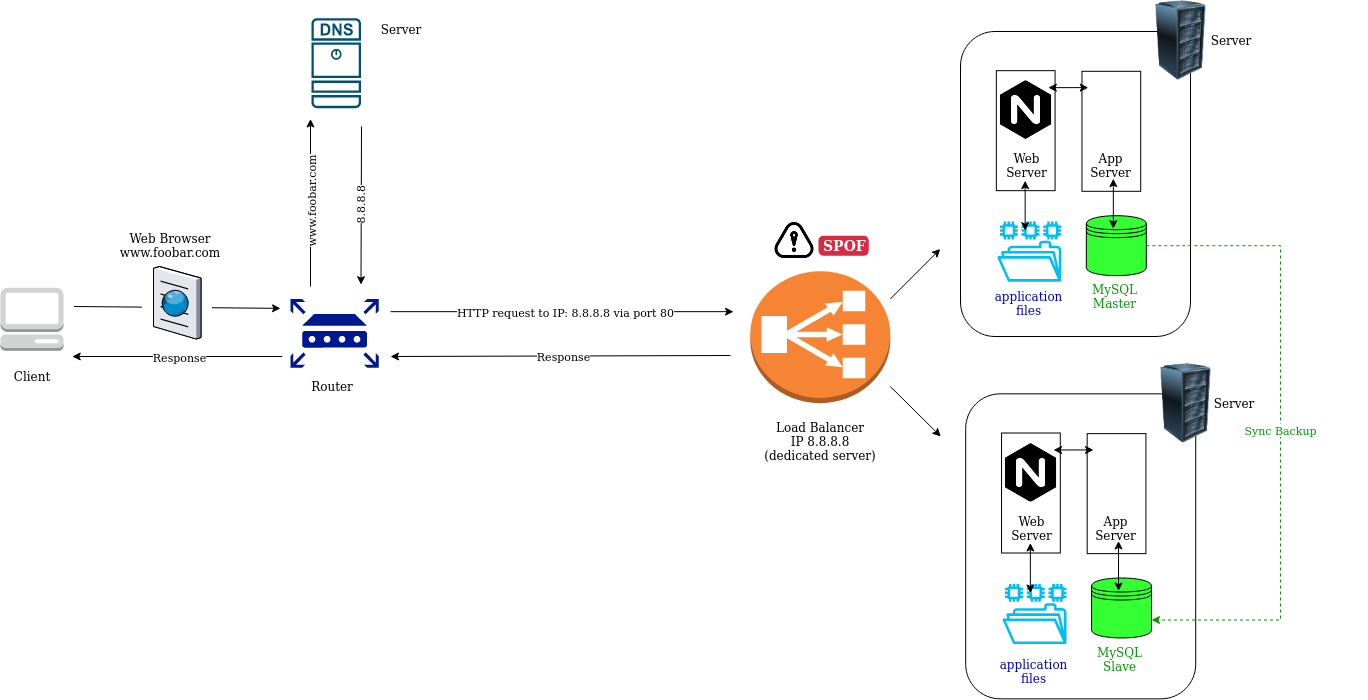 DNS
Server
www.foobar.com
8.8.8.8
Web Browser
www.foobar.com
Client
Response
Router
HTTP request to IP: 8.8.8.8 via port 80
Response
SPOF
Load Balancer
IP 8.8.8.8
(dedicated server)
Server
N
Web
Server
App
Server
application
files
MySQL
Master
Sync Backup
Server
N
Web
Server
App
Server
application
files
MySQL
Slave